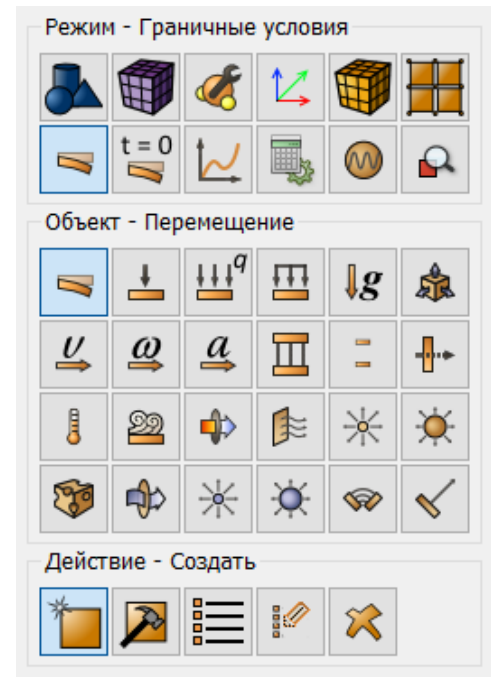 Режим - Граничные условия
t = 0
Объект - Перемещение
q
g
υ
ω
a
Действие - Создать